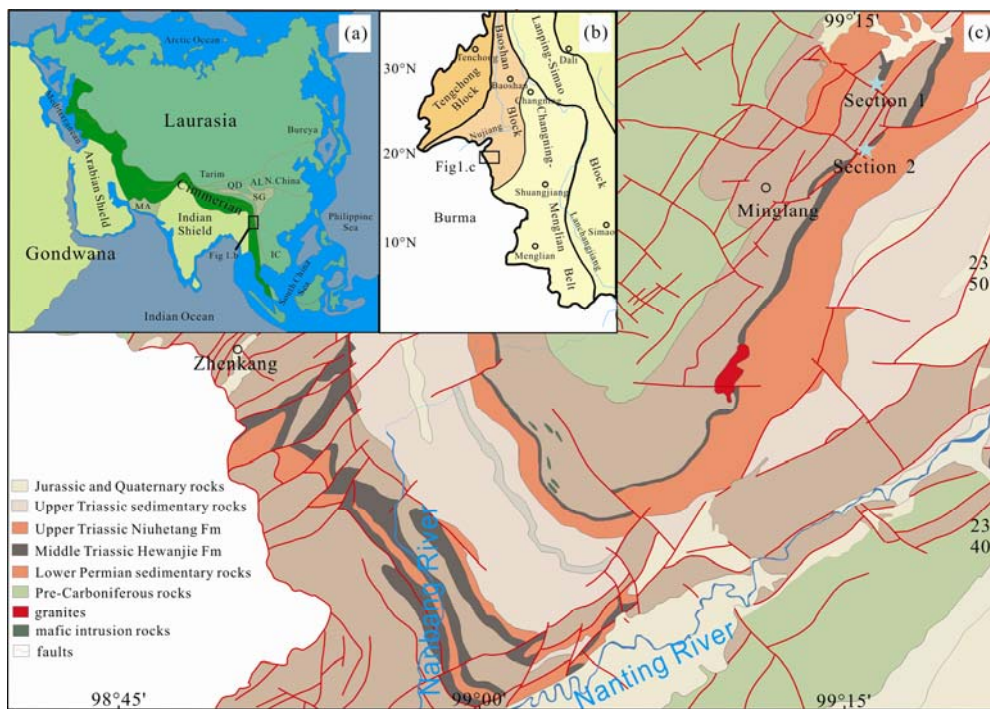 (a)
Arctic Ocean
Mediterranean
Laurasia
Bureya
Tarim
QD
AL
N.China
SG
Cimmerian
MA
Arabian Shield
Indian
Shield
Gondwana
Fig 1.b
IC
Philippine
Sea
South China
Sea
Indian Ocean
(b)
30°N
20°N
10°N
Tenchong
Tengchong
Block
Baoshan
Block
Baoshan
Lanping-Simao
Block
Dali
Changning
Changning-
Menglian
Belt
Nujiang
Fig1.c
Shuangjiang
Burma
Lanchangjiang
Simao
Menglian
(c)
99°15'
Section 1
Section 2
Minglang
23
50
Zhenkang
23
40
Nanbang River
Nanting River
Jurassic and Quaternary rocks
Upper Triassic sedimentary rocks
Upper Triassic Niuhetang Fm
Middle Triassic Hewanjie Fm
Lower Permian sedimentary rocks
Pre-Carboniferous rocks
granites
mafic intrusion rocks
faults
98°45'
99°00'
99°15'